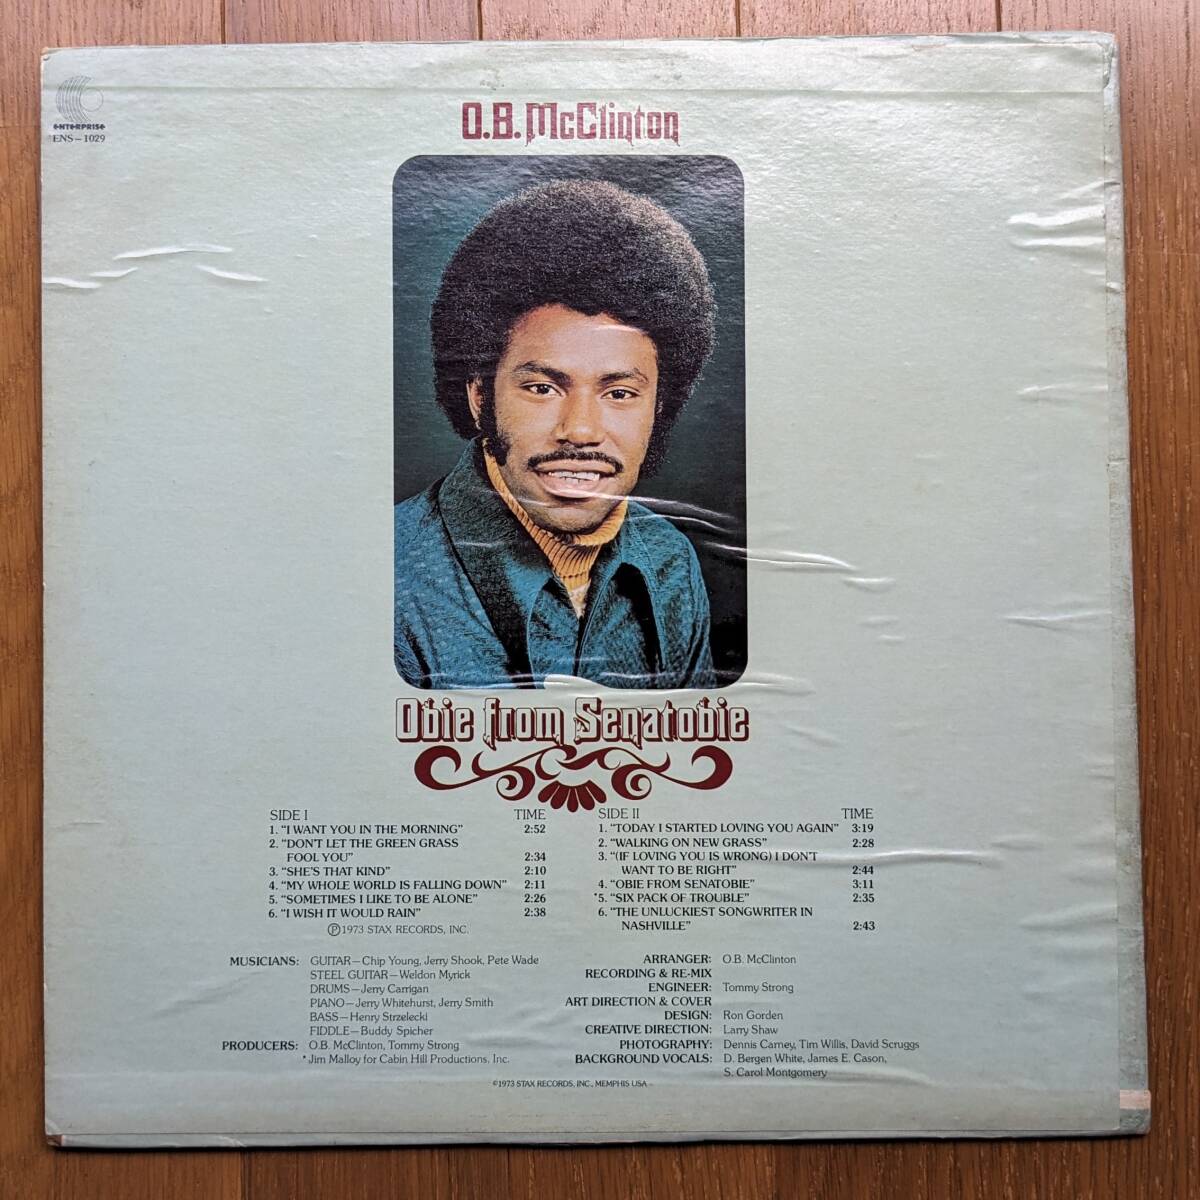 ENTERPRISE
ENS-1029
O.B. McClinton
Obie from Senatobie
SIDE I TIME
1. "I WANT YOU IN THE MORNING" 2:52
2. "DON'T LET THE GREEN GRASS
FOOL YOU" 2:34
3. "SHE'S THAT KIND" 2:10
4. "MY WHOLE WORLD IS FALLING DOWN" 2:11
5. "SOMETIMES I LIKE TO BE ALONE" 2:26
6. "I WISH IT WOULD RAIN" 2:38
℗1973 STAX RECORDS, INC.
SIDE II TIME
1. "TODAY I STARTED LOVING YOU AGAIN" 3:19
2. "WALKING ON NEW GRASS" 2:28
3. "(IF LOVING YOU IS WRONG) I DON'T
WANT TO BE RIGHT" 2:44
4. "OBIE FROM SENATOBIE" 3:11
*5. "SIX PACK OF TROUBLE" 2:35
6. "THE UNLUCKIEST SONGWRITER IN
NASHVILLE" 2:43
MUSICIANS: GUITAR—Chip Young, Jerry Shook, Pete Wade
STEEL GUITAR—Weldon Myrick
DRUMS—Jerry Carrigan
PIANO—Jerry Whitehurst, Jerry Smith
BASS—Henry Strzelecki
FIDDLE—Buddy Spicher
PRODUCERS: O.B. McClinton, Tommy Strong
*Jim Malloy for Cabin Hill Productions, Inc.
ARRANGER: O.B. McClinton
RECORDING & RE-MIX
ENGINEER: Tommy Strong
ART DIRECTION & COVER
DESIGN: Ron Gorden
CREATIVE DIRECTION: Larry Shaw
PHOTOGRAPHY: Dennis Carney, Tim Willis, David Scruggs
BACKGROUND VOCALS: D. Bergen White, James E. Cason,
S. Carol Montgomery
©1973 STAX RECORDS, INC., MEMPHIS USA